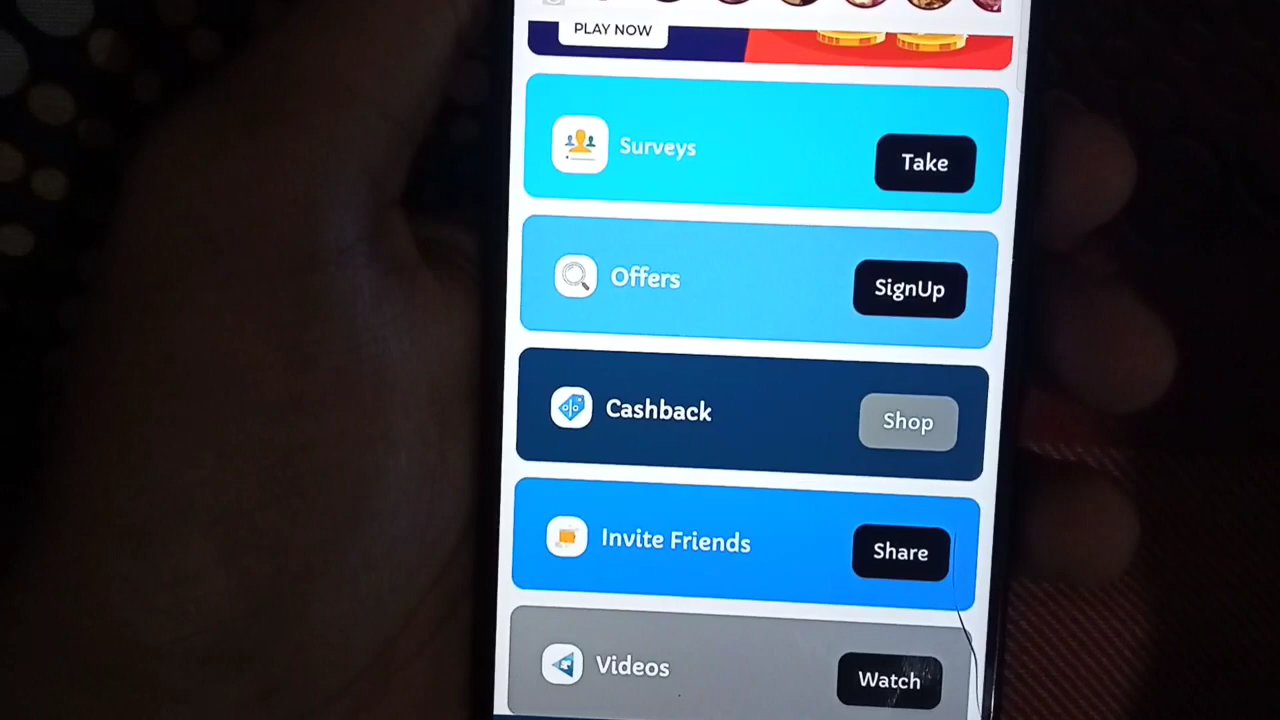 PLAY NOW
Surveys
Take
Offers
SignUp
Cashback
Shop
Invite Friends
Share
Videos
Watch